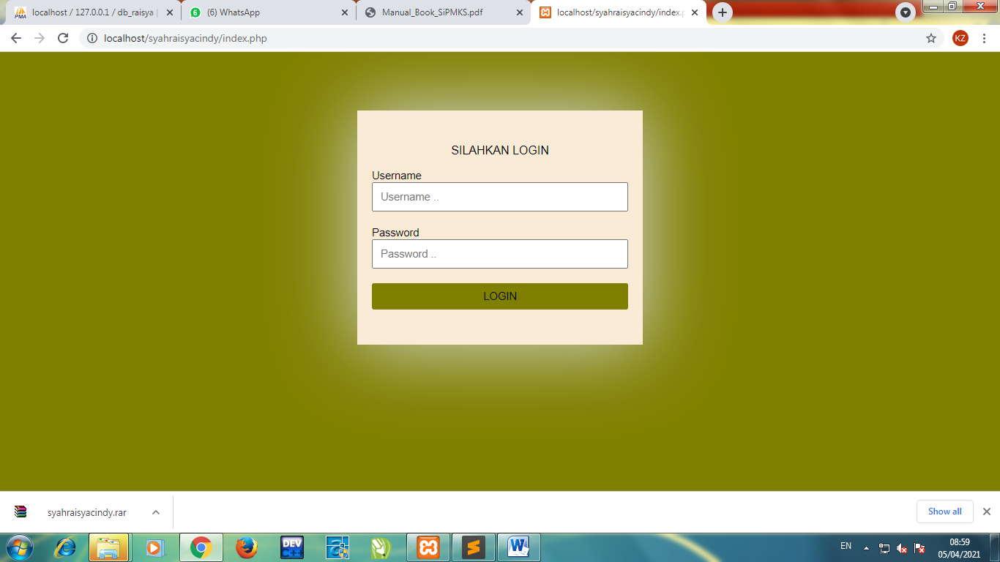 localhost / 127.0.0.1 / db_raisya |
(6) WhatsApp
Manual_Book_SiPMKS.pdf
localhost/syahraisyacindy/index.p
localhost/syahraisyacindy/index.php
KZ
SILAHKAN LOGIN
Username
Username ..
Password
Password ..
LOGIN
syahraisyacindy.rar
Show all
DEV
EN
08:59
05/04/2021